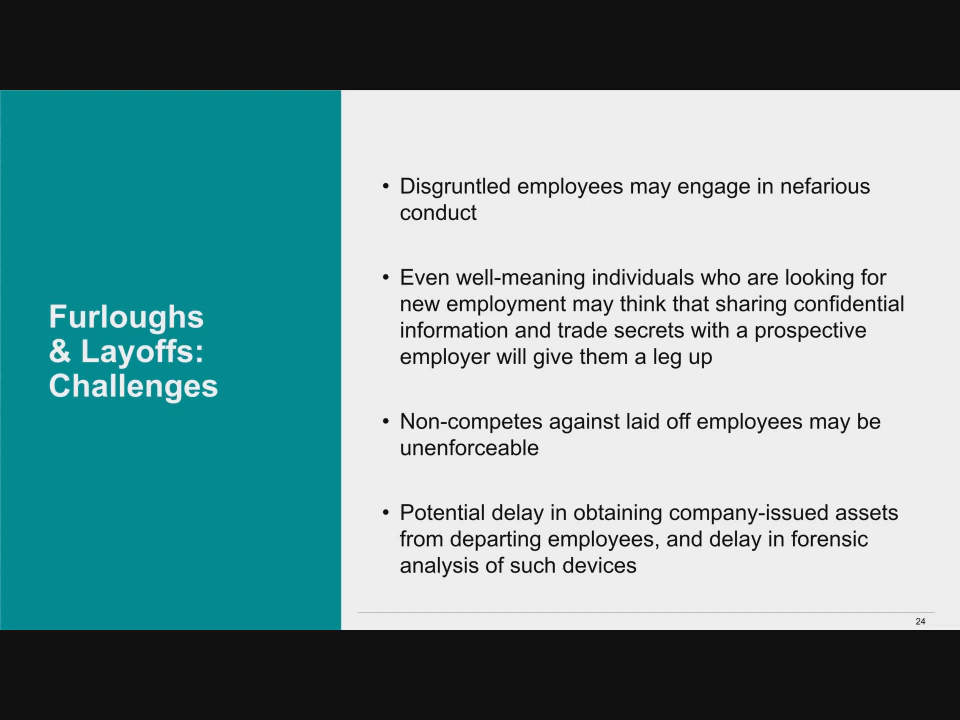 Furloughs
& Layoffs:
Challenges
• Disgruntled employees may engage in nefarious
conduct
• Even well-meaning individuals who are looking for
new employment may think that sharing confidential
information and trade secrets with a prospective
employer will give them a leg up
• Non-competes against laid off employees may be
unenforceable
• Potential delay in obtaining company-issued assets
from departing employees, and delay in forensic
analysis of such devices
24